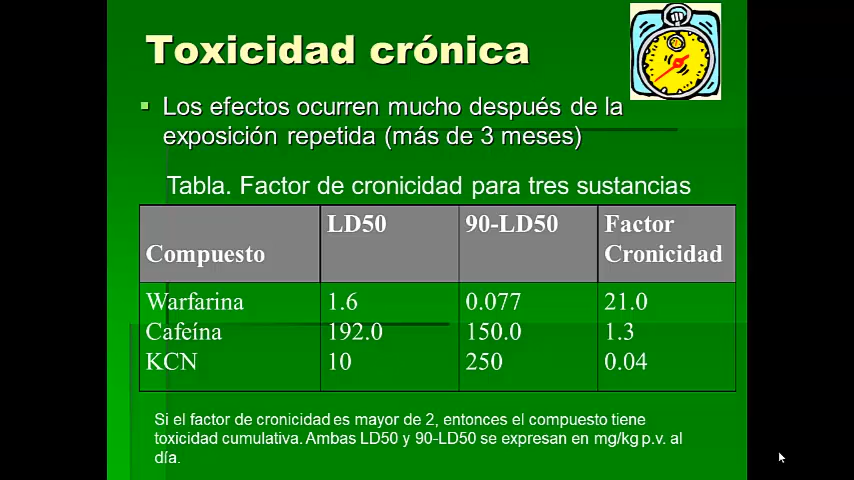 Toxicidad crónica
Los efectos ocurren mucho después de la
exposición repetida (más de 3 meses)
Tabla. Factor de cronicidad para tres sustancias
Compuesto LD50 90-LD50 Factor Cronicidad
Warfarina 1.6 0.077 21.0
Cafeína 192.0 150.0 1.3
KCN 10 250 0.04
Si el factor de cronicidad es mayor de 2, entonces el compuesto tiene
toxicidad cumulativa. Ambas LD50 y 90-LD50 se expresan en mg/kg p.v. al
día.